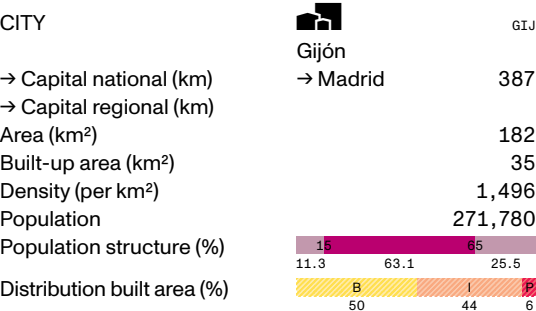 CITY GIJ
Gijón
→ Capital national (km) → Madrid 387
→ Capital regional (km)
Area (km²) 182
Built-up area (km²) 35
Density (per km²) 1,496
Population 271,780
Population structure (%) 15 65
11.3 63.1 25.5
Distribution built area (%) B I P
50 44 6